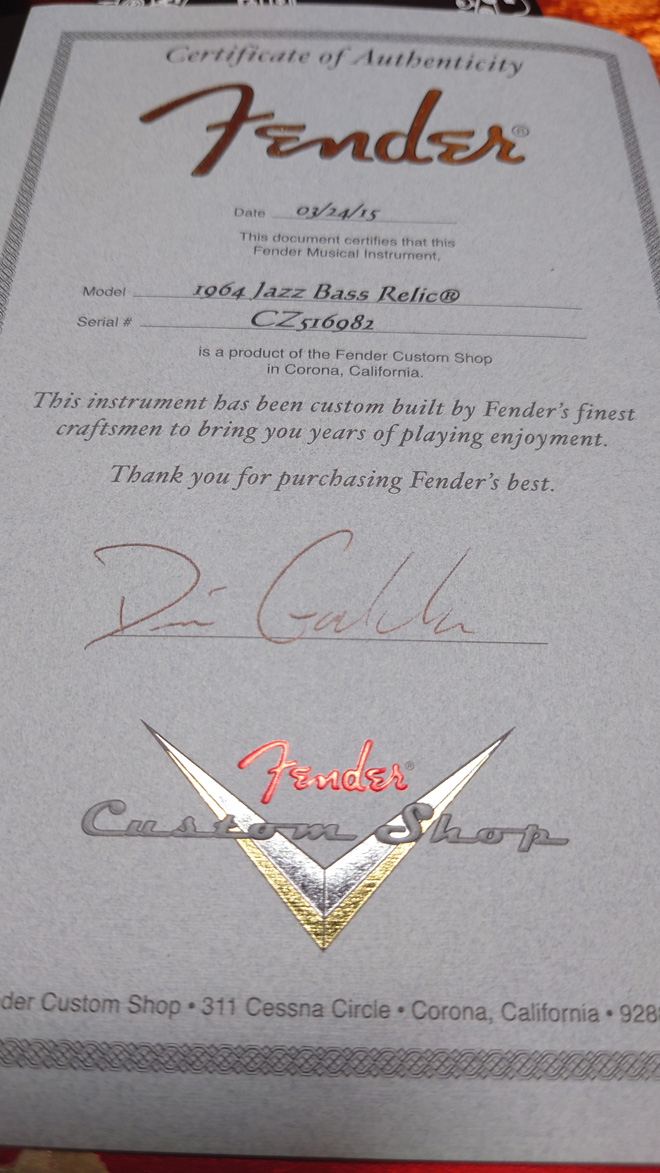 Certificate of Authenticity
Fender®
Date 03/24/15
This document certifies that this
Fender Musical Instrument,
Model 1964 Jazz Bass Relic®
Serial # CZ516982
is a product of the Fender Custom Shop
in Corona, California.
This instrument has been custom built by Fender's finest
craftsmen to bring you years of playing enjoyment.
Thank you for purchasing Fender's best.
Fender®
Custom Shop
der Custom Shop • 311 Cessna Circle • Corona, California • 928